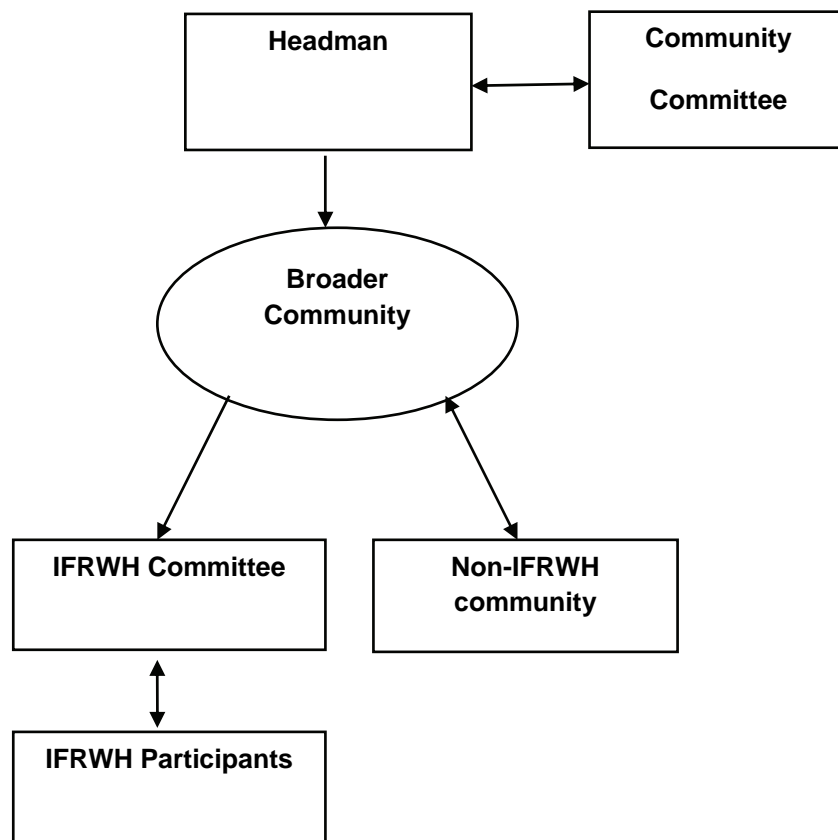 Headman
Community
Committee
Broader
Community
IFRWH Committee
Non-IFRWH
community
IFRWH Participants